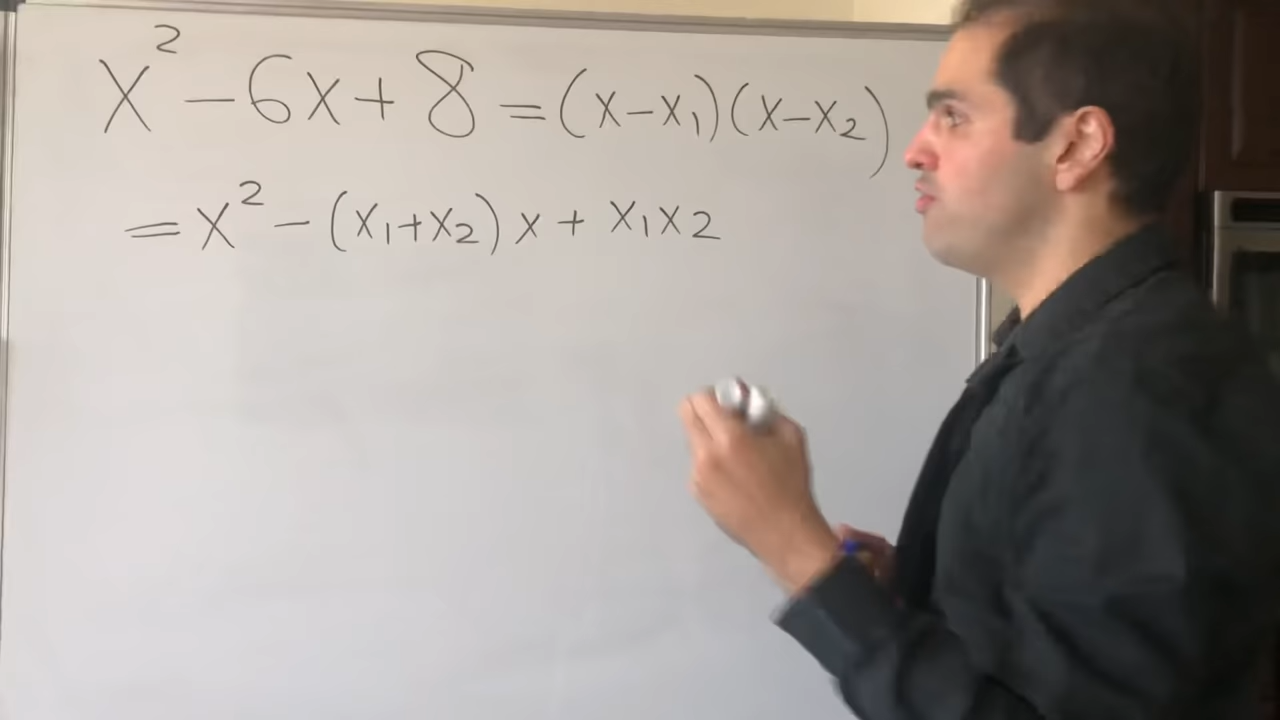 x² - 6x + 8 = (x - x₁)(x - x₂)
= x² - (x₁ + x₂)x + x₁x₂